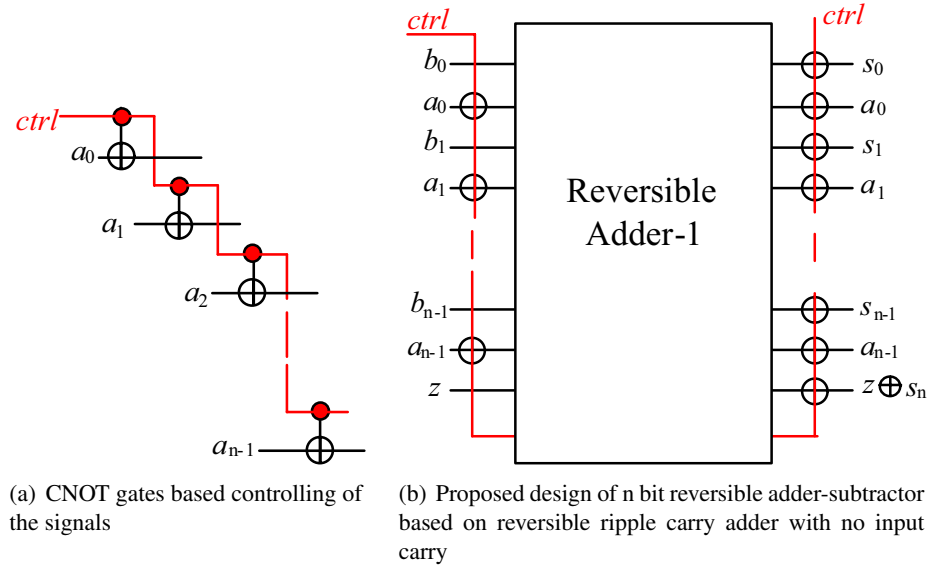 ctrl
a0
a1
a2
an-1
(a) CNOT gates based controlling of
the signals
ctrl
ctrl
b0
a0
b1
a1
bn-1
an-1
z
Reversible
Adder-1
s0
a0
s1
a1
sn-1
an-1
z ⊕ sn
(b) Proposed design of n bit reversible adder-subtractor
based on reversible ripple carry adder with no input
carry